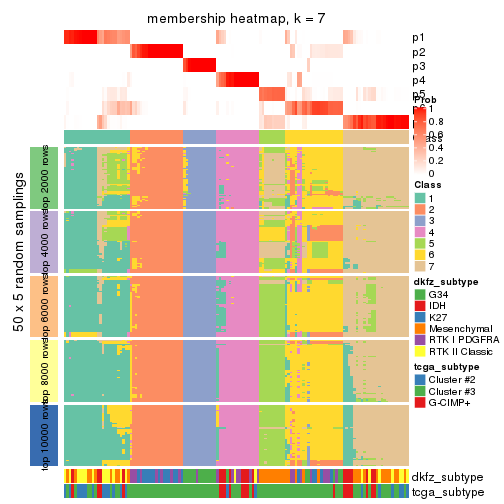 membership heatmap, k = 7
p1
p2
p3
p4
p5
Prob
1
0.8
0.6
0.4
0.2
0
Class
Class
1
2
3
4
5
6
7
dkfz_subtype
G34
IDH
K27
Mesenchymal
RTK I PDGFRA
RTK II Classic
tcga_subtype
Cluster #2
Cluster #3
G-CIMP+
50 x 5 random samplings
top 2000 rows
top 4000 rows
top 6000 rows
top 8000 rows
top 10000 rows
dkfz_subtype
tcga_subtype